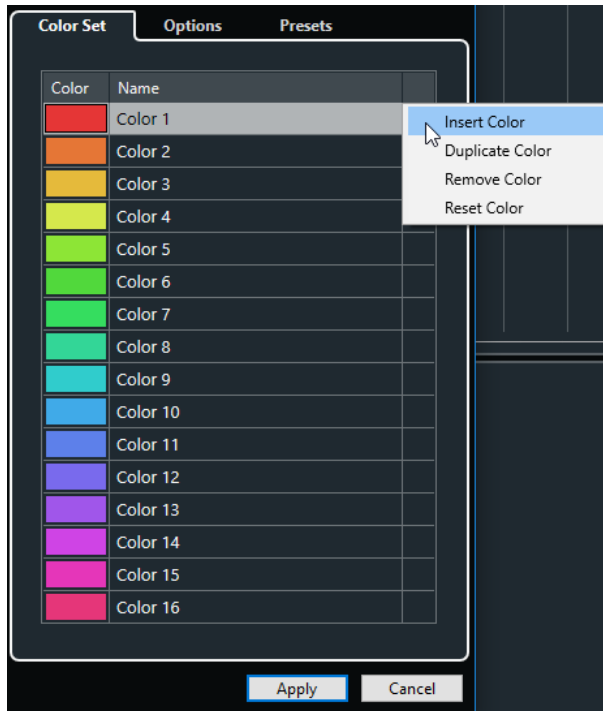 Color Set Options Presets
Color Name
Color 1
Insert Color
Color 2
Duplicate Color
Color 3
Remove Color
Color 4
Reset Color
Color 5
Color 6
Color 7
Color 8
Color 9
Color 10
Color 11
Color 12
Color 13
Color 14
Color 15
Color 16
Apply Cancel